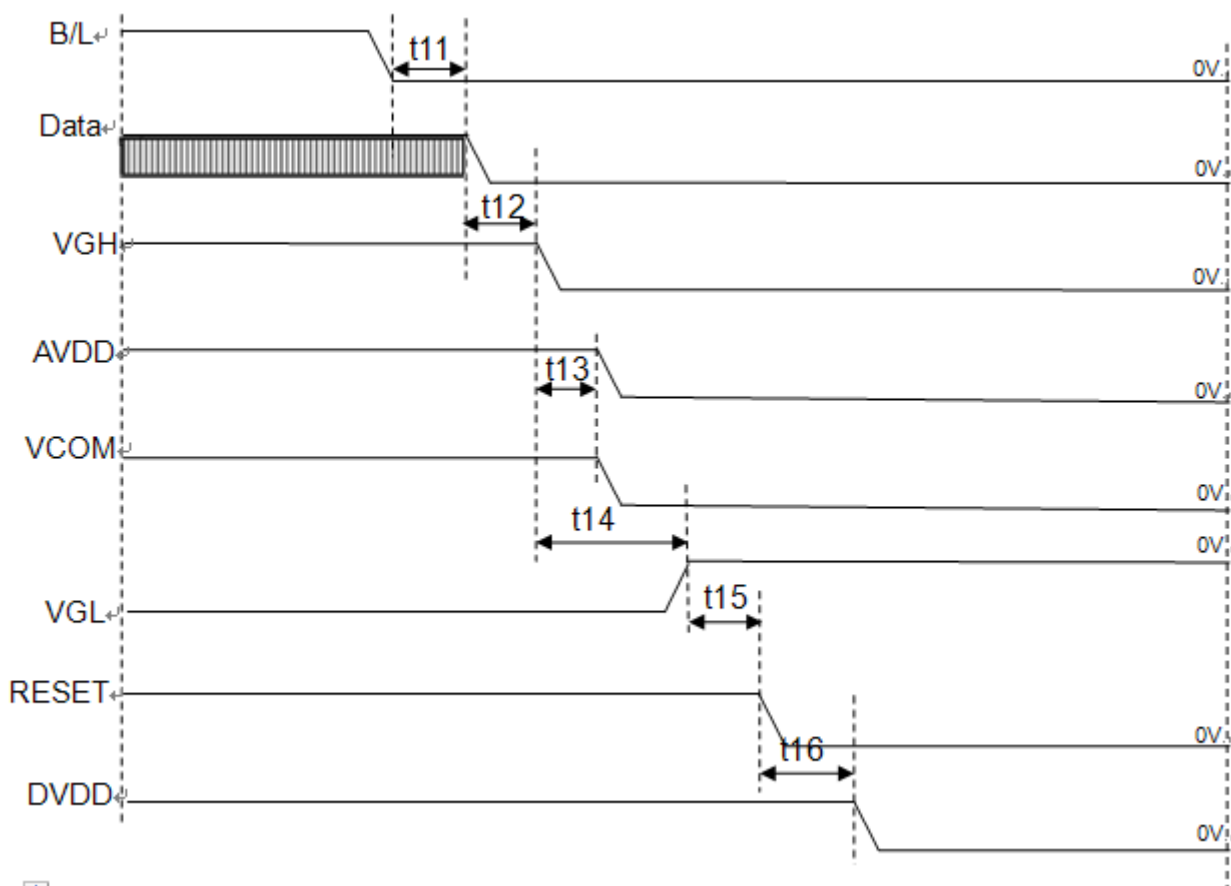 B/L
t11
0V.
Data
0V.
t12
VGH
0V.
AVDD
t13
0V.
VCOM
0V.
t14
0V.
VGL
t15
RESET
0V.
t16
DVDD
0V.